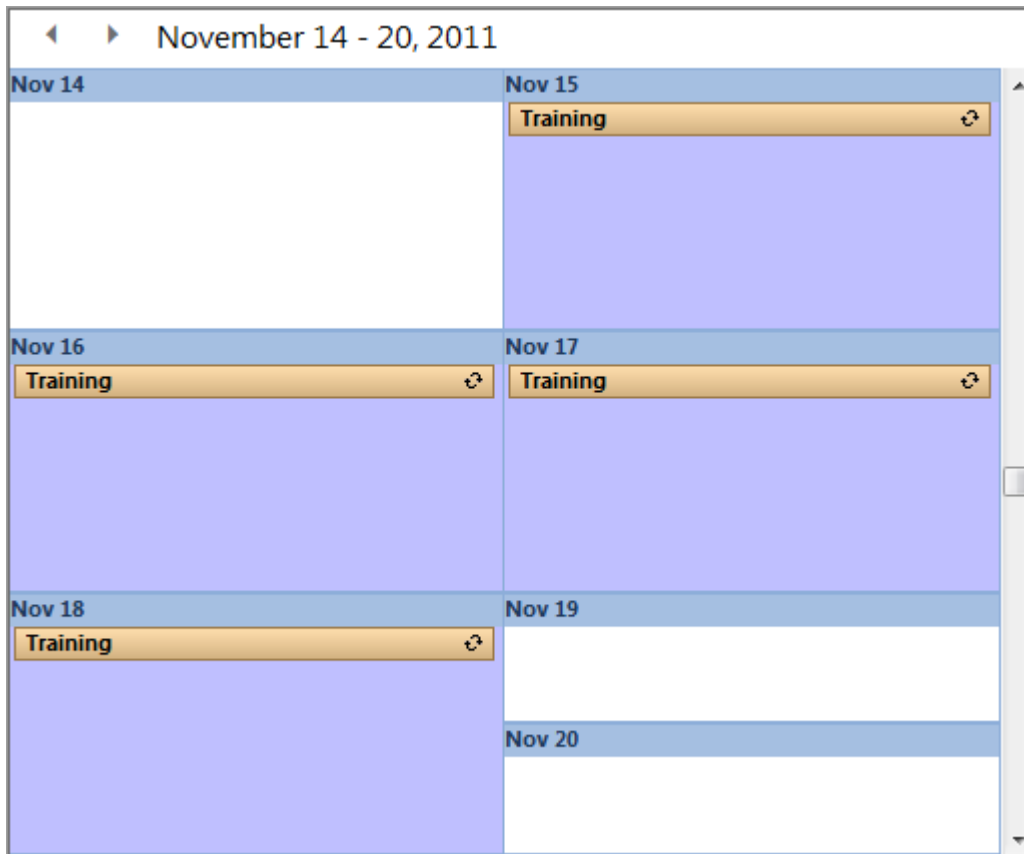 November 14 - 20, 2011
Nov 14
Nov 15
Training
Nov 16
Training
Nov 17
Training
Nov 18
Training
Nov 19
Nov 20